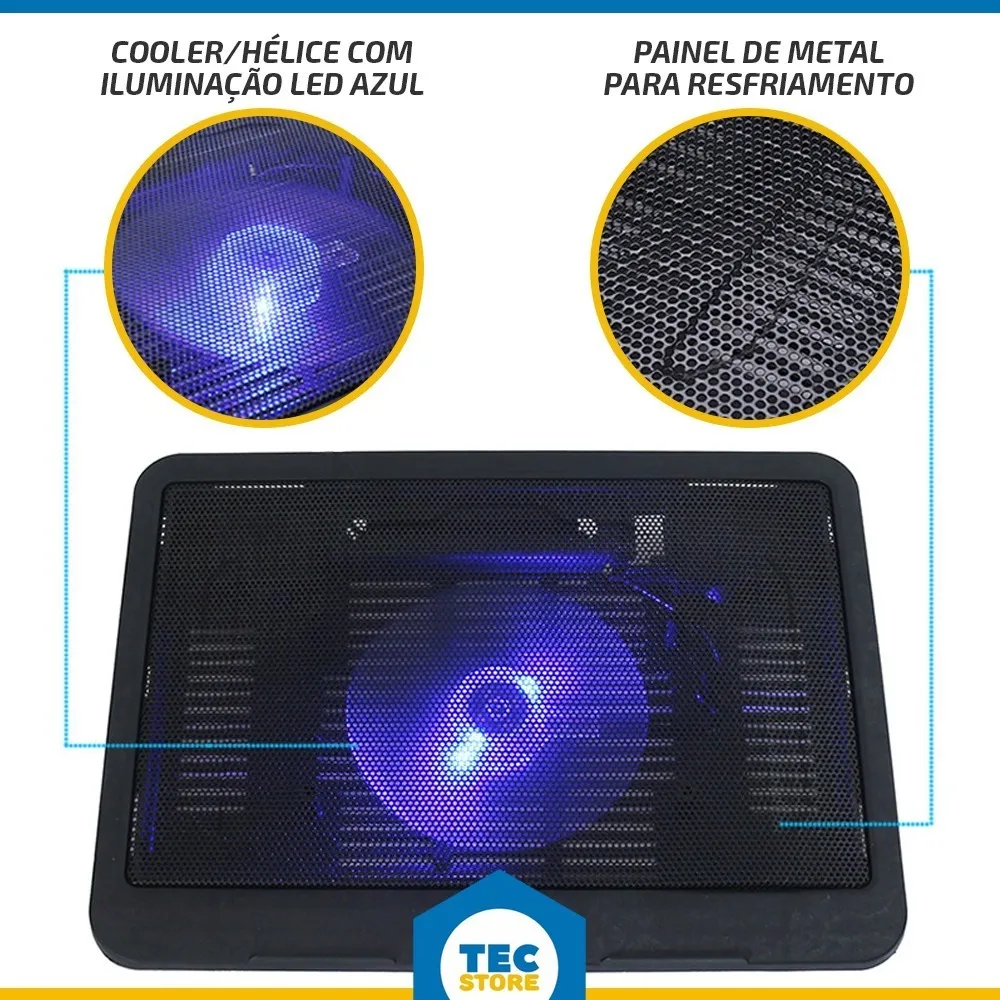 COOLER/HÉLICE COM
ILUMINAÇÃO LED AZUL
PAINEL DE METAL
PARA RESFRIAMENTO
TEC
STORE